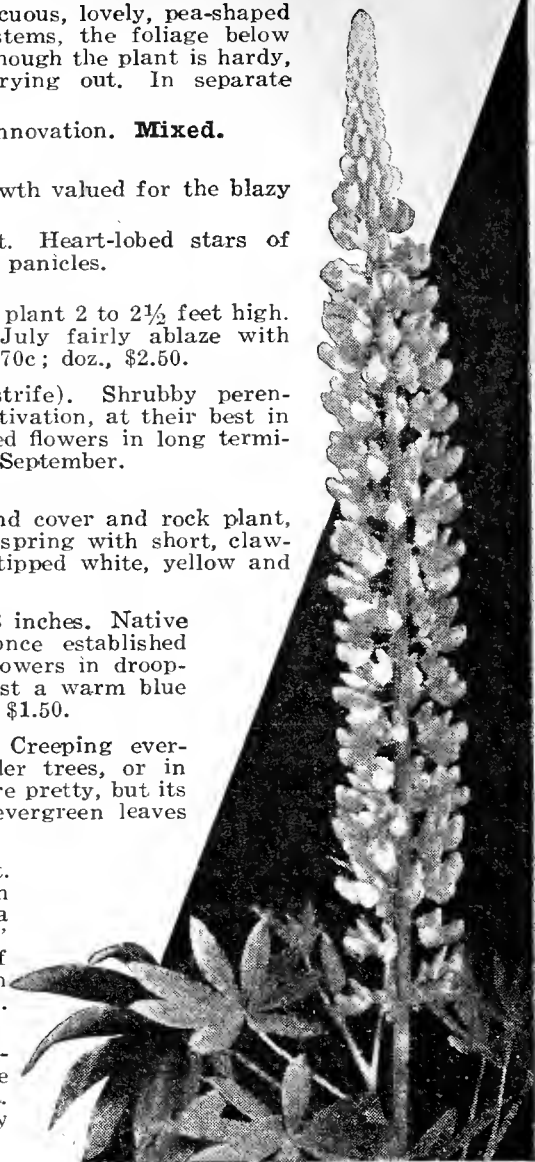 cuous, lovely, pea-shaped
stems, the foliage below
hough the plant is hardy,
rying out. In separate
nnovation. Mixed.
wth valued for the blazy
t. Heart-lobed stars of
panicles.
plant 2 to 2½ feet high.
July fairly ablaze with
70c; doz., $2.50.
strife). Shrubby peren-
tivation, at their best in
ed flowers in long termi-
September.
nd cover and rock plant,
spring with short, claw-
tipped white, yellow and
inches. Native
once established
owers in droop-
st a warm blue
$1.50.
Creeping ever-
der trees, or in
re pretty, but its
evergreen leaves
t.
n
a
f
n
.
-
e
.
y